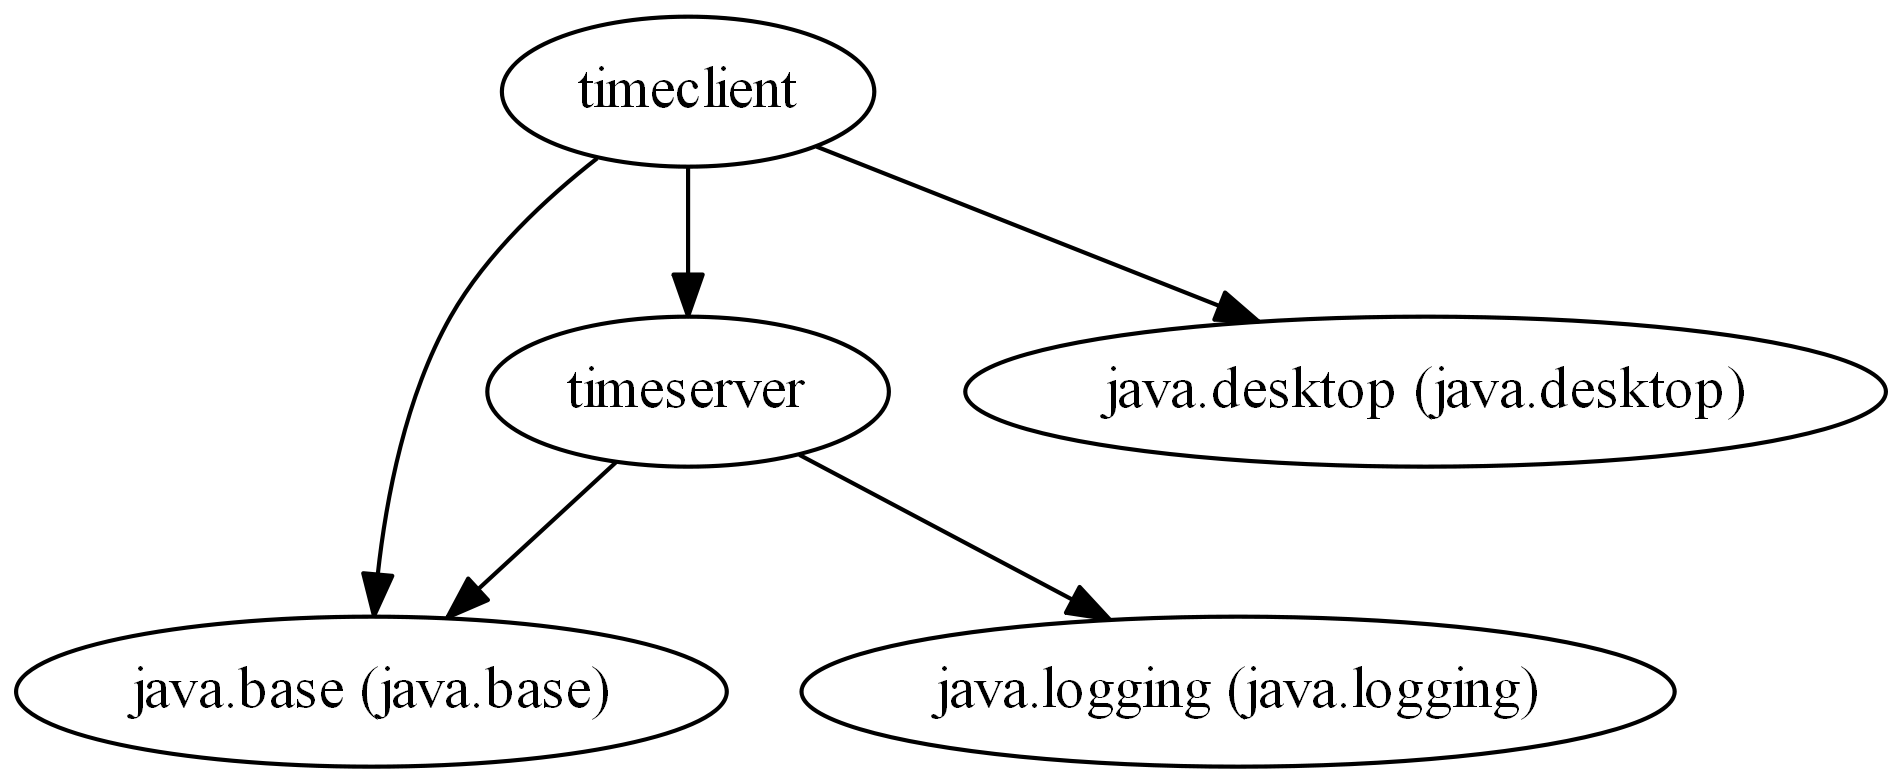 timeclient
timeserver
java.desktop (java.desktop)
java.base (java.base)
java.logging (java.logging)